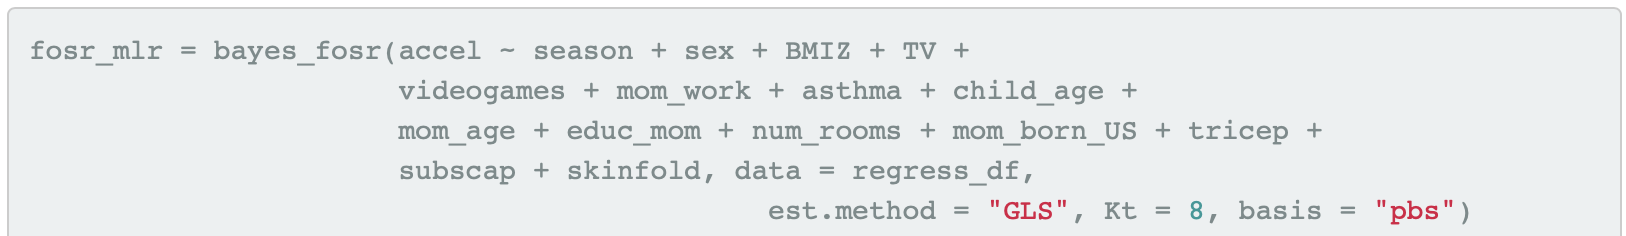 fosr_mlr = bayes_fosr(accel ~ season + sex + BMIZ + TV +
videogames + mom_work + asthma + child_age +
mom_age + educ_mom + num_rooms + mom_born_US + tricep +
subscap + skinfold, data = regress_df,
est.method = "GLS", Kt = 8, basis = "pbs")